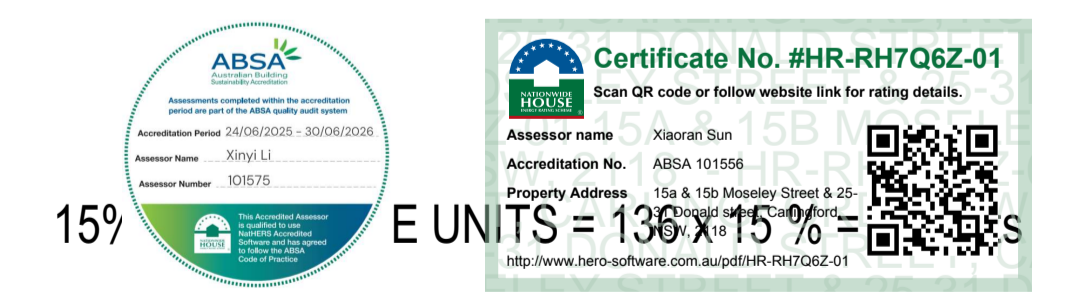 ABSA
Australian Building
Sustainability Accreditation
Assessments completed within the accreditation
period are part of the ABSA quality audit system
Accreditation Period 24/06/2025 – 30/06/2026
Assessor Name Xinyi Li
Assessor Number 101575
NATIONWIDE
HOUSE
This Accredited Assessor
is qualified to use
NatHERS Accredited
Software and has agreed
to follow the ABSA
Code of Practice
Certificate No. #HR-RH7Q6Z-01
Scan QR code or follow website link for rating details.
NATIONWIDE
HOUSE
ENERGY RATING SCHEME
Assessor name Xiaoran Sun
Accreditation No. ABSA 101556
Property Address 15a & 15b Moseley Street & 25-
31 Donald street, Carlingford,
NSW, 2118
http://www.hero-software.com.au/pdf/HR-RH7Q6Z-01
15% E UNITS = 136 x 15 % = s